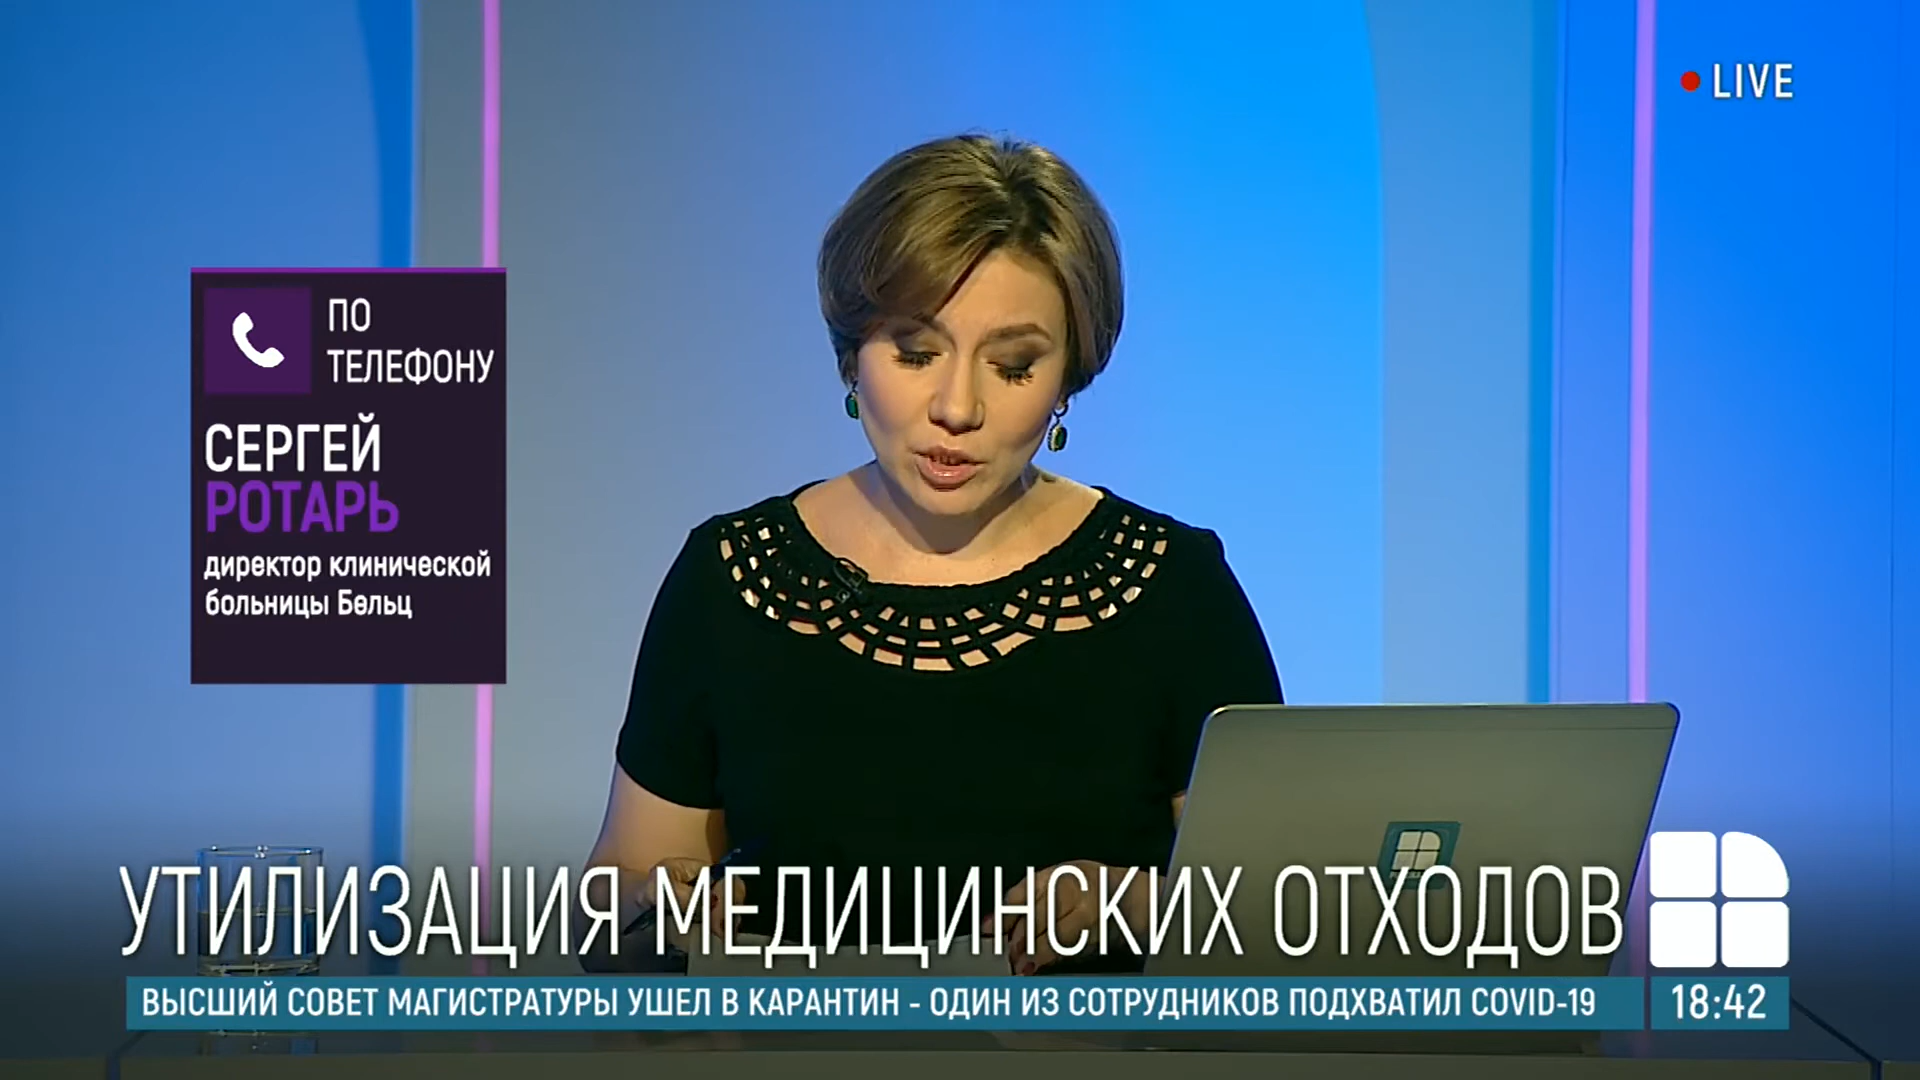 LIVE
ПО
ТЕЛЕФОНУ
СЕРГЕЙ
РОТАРЬ
директор клинической
больницы Бельц
УТИЛИЗАЦИЯ МЕДИЦИНСКИХ ОТХОДОВ
ВЫСШИЙ СОВЕТ МАГИСТРАТУРЫ УШЕЛ В КАРАНТИН - ОДИН ИЗ СОТРУДНИКОВ ПОДХВАТИЛ COVID-19
18:42